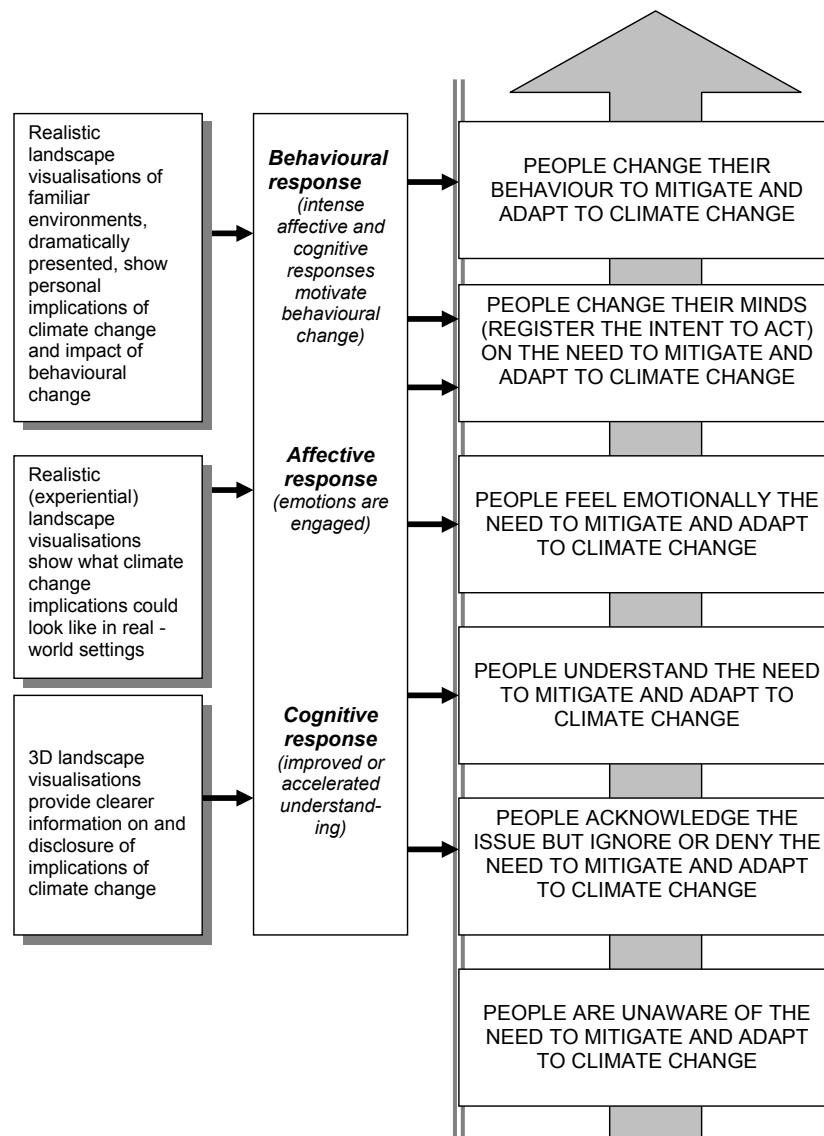 Realistic
landscape
visualisations of
familiar
environments,
dramatically
presented, show
personal
implications of
climate change
and impact of
behavioural
change
Realistic
(experiential)
landscape
visualisations
show what climate
change
implications could
look like in real -
world settings
3D landscape
visualisations
provide clearer
information on and
disclosure of
implications of
climate change
Behavioural
response
(intense
affective and
cognitive
responses
motivate
behavioural
change)
Affective
response
(emotions are
engaged)
Cognitive
response
(improved or
accelerated
understand-
ing)
PEOPLE CHANGE THEIR
BEHAVIOUR TO MITIGATE AND
ADAPT TO CLIMATE CHANGE
PEOPLE CHANGE THEIR MINDS
(REGISTER THE INTENT TO ACT)
ON THE NEED TO MITIGATE AND
ADAPT TO CLIMATE CHANGE
PEOPLE FEEL EMOTIONALLY THE
NEED TO MITIGATE AND ADAPT
TO CLIMATE CHANGE
PEOPLE UNDERSTAND THE NEED
TO MITIGATE AND ADAPT TO
CLIMATE CHANGE
PEOPLE ACKNOWLEDGE THE
ISSUE BUT IGNORE OR DENY THE
NEED TO MITIGATE AND ADAPT
TO CLIMATE CHANGE
PEOPLE ARE UNAWARE OF THE
NEED TO MITIGATE AND ADAPT
TO CLIMATE CHANGE